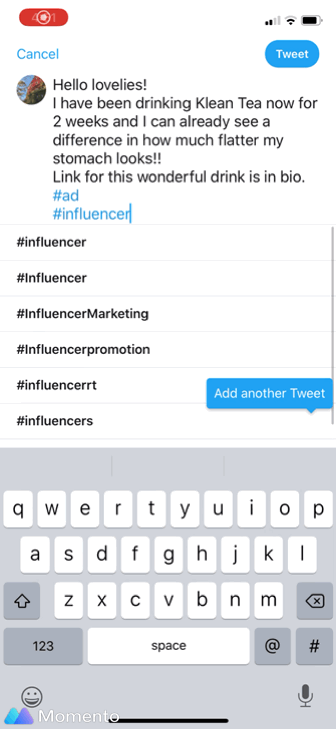 Cancel
Tweet
Hello lovelies!
I have been drinking Klean Tea now for
2 weeks and I can already see a
difference in how much flatter my
stomach looks!!
Link for this wonderful drink is in bio.
#ad
#influencer
#influencer
#Influencer
#InfluencerMarketing
#Influencerpromotion
#influencerrt
Add another Tweet
#influencers
q w e r t y u i o p
a s d f g h j k l
z x c v b n m
123 space @ #
Momento